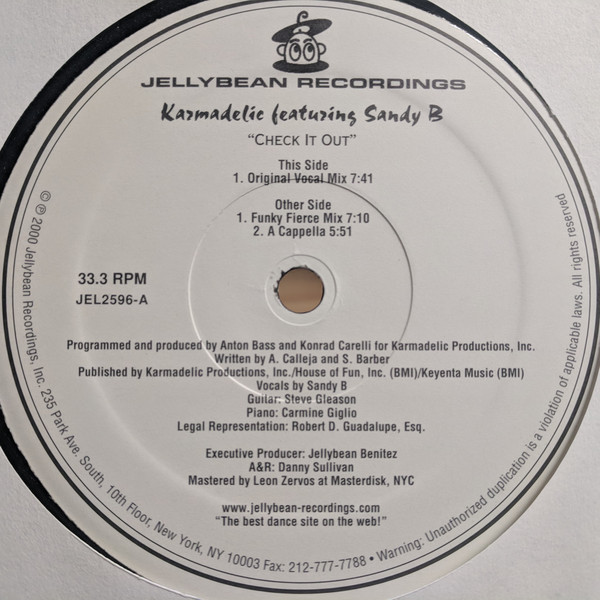 JELLYBEAN RECORDINGS
Karmadelic featuring Sandy B
"CHECK IT OUT"
This Side
1. Original Vocal Mix 7:41
Other Side
1. Funky Fierce Mix 7:10
2. A Cappella 5:51
33.3 RPM
JEL2596-A
Programmed and produced by Anton Bass and Konrad Carelli for Karmadelic Productions, Inc.
Written by A. Calleja and S. Barber
Published by Karmadelic Productions, Inc./House of Fun, Inc. (BMI)/Keyenta Music (BMI)
Vocals by Sandy B
Guitar: Steve Gleason
Piano: Carmine Giglio
Legal Representation: Robert D. Guadalupe, Esq.
Executive Producer: Jellybean Benitez
A&R: Danny Sullivan
Mastered by Leon Zervos at Masterdisk, NYC
www.jellybean-recordings.com
"The best dance site on the web!"
©℗ 2000 Jellybean Recordings, Inc. 235 Park Ave. South, 10th Floor, New York, NY 10003 Fax: 212-777-7788 • Warning: Unauthorized duplication is a violation of applicable laws. All rights reserved